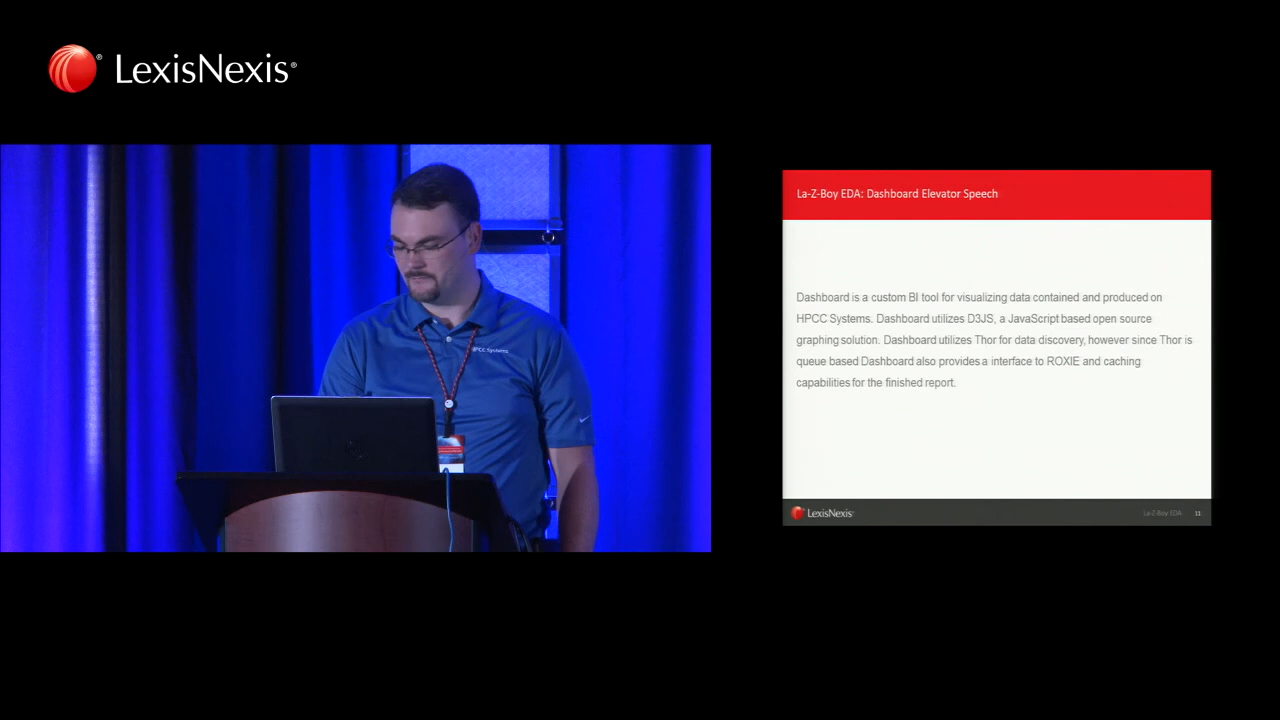 LexisNexis®
La-Z-Boy EDA: Dashboard Elevator Speech
Dashboard is a custom BI tool for visualizing data contained and produced on
HPCC Systems. Dashboard utilizes D3JS, a JavaScript based open source
graphing solution. Dashboard utilizes Thor for data discovery, however since Thor is
queue based Dashboard also provides a interface to ROXIE and caching
capabilities for the finished report.
HPCC Systems
LexisNexis
La-Z-Boy EDA 11